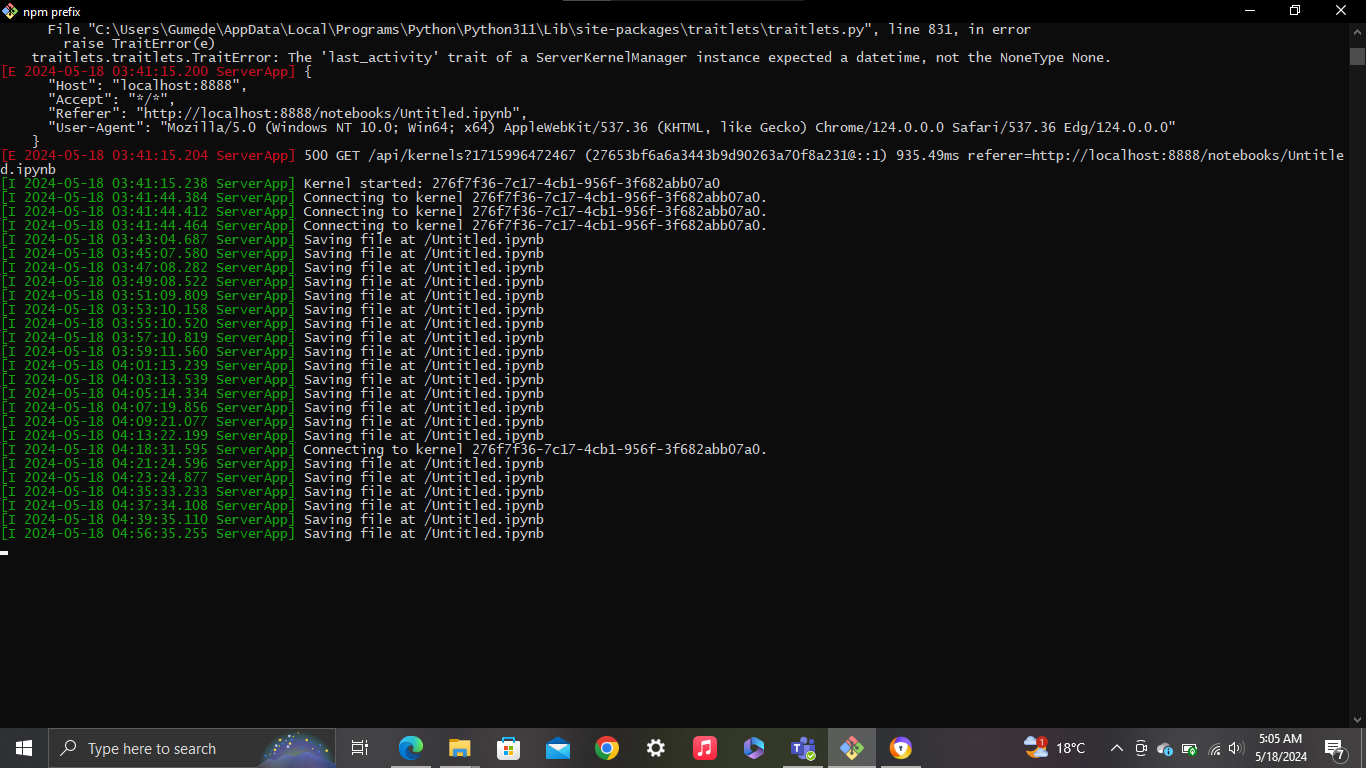 npm prefix
File "C:\Users\Gumede\AppData\Local\Programs\Python\Python311\Lib\site-packages\traitlets\traitlets.py", line 831, in error
raise TraitError(e)
traitlets.traitlets.TraitError: The 'last_activity' trait of a ServerKernelManager instance expected a datetime, not the NoneType None.
[E 2024-05-18 03:41:15.200 ServerApp] {
"Host": "localhost:8888",
"Accept": "*/*",
"Referer": "http://localhost:8888/notebooks/Untitled.ipynb",
"User-Agent": "Mozilla/5.0 (Windows NT 10.0; Win64; x64) AppleWebKit/537.36 (KHTML, like Gecko) Chrome/124.0.0.0 Safari/537.36 Edg/124.0.0.0"
}
[E 2024-05-18 03:41:15.204 ServerApp] 500 GET /api/kernels?1715996472467 (27653bf6a6a3443b9d90263a70f8a231@::1) 935.49ms referer=http://localhost:8888/notebooks/Untitle
d.ipynb
[I 2024-05-18 03:41:15.238 ServerApp] Kernel started: 276f7f36-7c17-4cb1-956f-3f682abb07a0
[I 2024-05-18 03:41:44.384 ServerApp] Connecting to kernel 276f7f36-7c17-4cb1-956f-3f682abb07a0.
[I 2024-05-18 03:41:44.412 ServerApp] Connecting to kernel 276f7f36-7c17-4cb1-956f-3f682abb07a0.
[I 2024-05-18 03:41:44.464 ServerApp] Connecting to kernel 276f7f36-7c17-4cb1-956f-3f682abb07a0.
[I 2024-05-18 03:43:04.687 ServerApp] Saving file at /Untitled.ipynb
[I 2024-05-18 03:45:07.580 ServerApp] Saving file at /Untitled.ipynb
[I 2024-05-18 03:47:08.282 ServerApp] Saving file at /Untitled.ipynb
[I 2024-05-18 03:49:08.522 ServerApp] Saving file at /Untitled.ipynb
[I 2024-05-18 03:51:09.809 ServerApp] Saving file at /Untitled.ipynb
[I 2024-05-18 03:53:10.158 ServerApp] Saving file at /Untitled.ipynb
[I 2024-05-18 03:55:10.520 ServerApp] Saving file at /Untitled.ipynb
[I 2024-05-18 03:57:10.819 ServerApp] Saving file at /Untitled.ipynb
[I 2024-05-18 03:59:11.560 ServerApp] Saving file at /Untitled.ipynb
[I 2024-05-18 04:01:13.239 ServerApp] Saving file at /Untitled.ipynb
[I 2024-05-18 04:03:13.539 ServerApp] Saving file at /Untitled.ipynb
[I 2024-05-18 04:05:14.334 ServerApp] Saving file at /Untitled.ipynb
[I 2024-05-18 04:07:19.856 ServerApp] Saving file at /Untitled.ipynb
[I 2024-05-18 04:09:21.077 ServerApp] Saving file at /Untitled.ipynb
[I 2024-05-18 04:13:22.199 ServerApp] Saving file at /Untitled.ipynb
[I 2024-05-18 04:18:31.595 ServerApp] Connecting to kernel 276f7f36-7c17-4cb1-956f-3f682abb07a0.
[I 2024-05-18 04:21:24.596 ServerApp] Saving file at /Untitled.ipynb
[I 2024-05-18 04:23:24.877 ServerApp] Saving file at /Untitled.ipynb
[I 2024-05-18 04:35:33.233 ServerApp] Saving file at /Untitled.ipynb
[I 2024-05-18 04:37:34.108 ServerApp] Saving file at /Untitled.ipynb
[I 2024-05-18 04:39:35.110 ServerApp] Saving file at /Untitled.ipynb
[I 2024-05-18 04:56:35.255 ServerApp] Saving file at /Untitled.ipynb
Type here to search
1
18°C
5:05 AM
5/18/2024
7